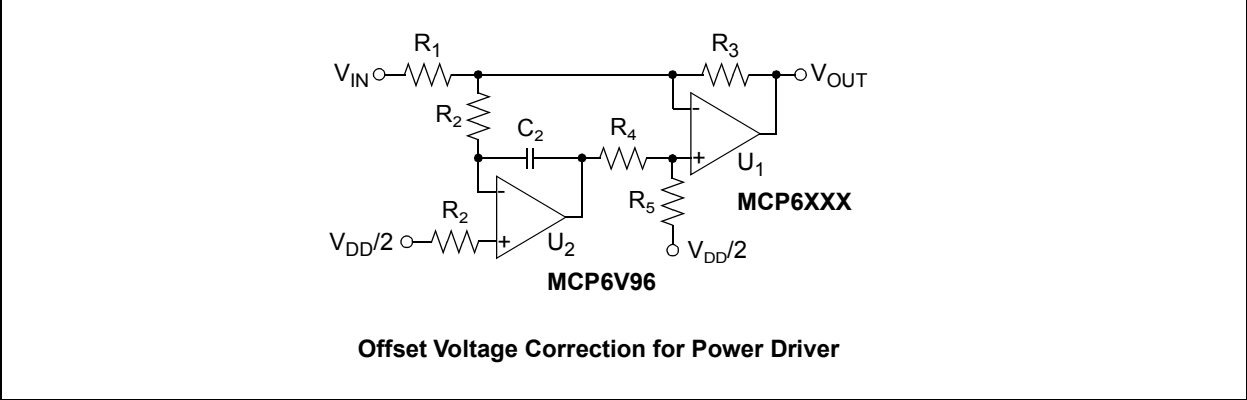 R1 R3
VIN VOUT
R2
C2 R4
- +
U1
R5 MCP6XXX
R2 -
VDD/2 + U2 VDD/2
MCP6V96
Offset Voltage Correction for Power Driver